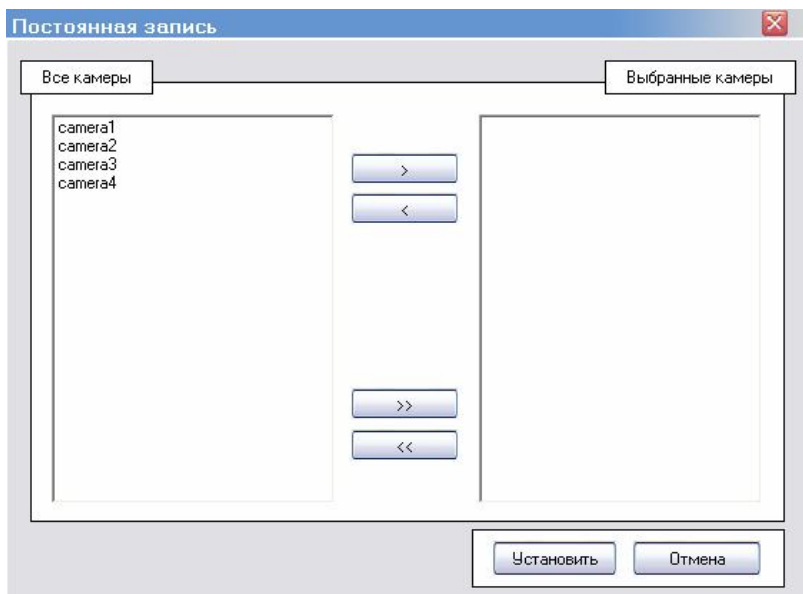 Постоянная запись
Все камеры
Выбранные камеры
camera1
camera2
camera3
camera4
>
<
>>
<<
Установить
Отмена